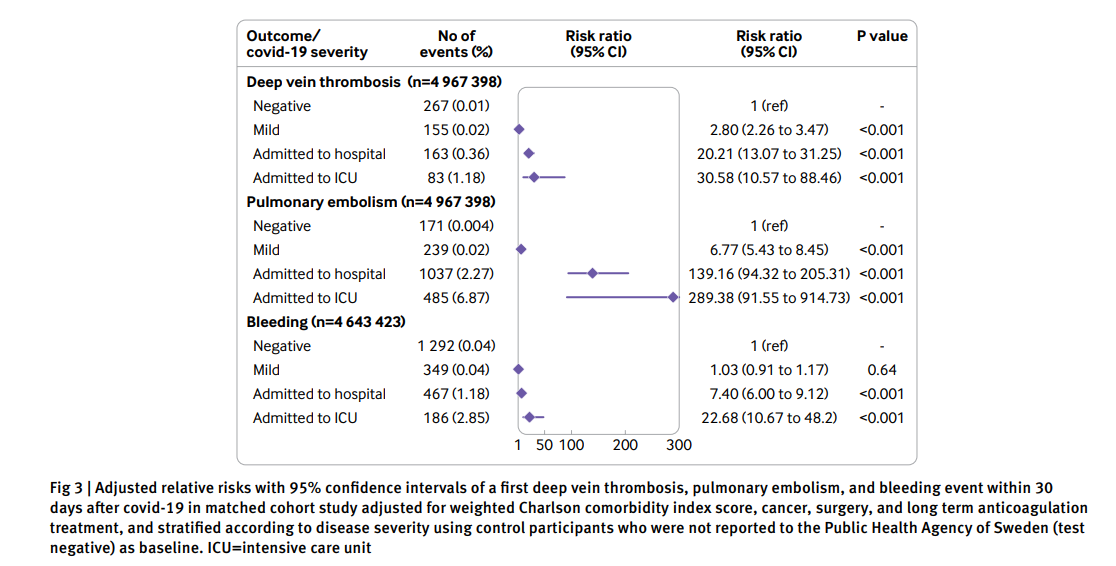 Outcome/ No of Risk ratio Risk ratio P value
covid-19 severity events (%) (95% CI) (95% CI)
Deep vein thrombosis (n=4 967 398)
Negative 267 (0.01) 1 (ref) -
Mild 155 (0.02) 2.80 (2.26 to 3.47) <0.001
Admitted to hospital 163 (0.36) 20.21 (13.07 to 31.25) <0.001
Admitted to ICU 83 (1.18) 30.58 (10.57 to 88.46) <0.001
Pulmonary embolism (n=4 967 398)
Negative 171 (0.004) 1 (ref) -
Mild 239 (0.02) 6.77 (5.43 to 8.45) <0.001
Admitted to hospital 1037 (2.27) 139.16 (94.32 to 205.31) <0.001
Admitted to ICU 485 (6.87) 289.38 (91.55 to 914.73) <0.001
Bleeding (n=4 643 423)
Negative 1 292 (0.04) 1 (ref) -
Mild 349 (0.04) 1.03 (0.91 to 1.17) 0.64
Admitted to hospital 467 (1.18) 7.40 (6.00 to 9.12) <0.001
Admitted to ICU 186 (2.85) 22.68 (10.67 to 48.2) <0.001
1 50 100 200 300
Fig 3 | Adjusted relative risks with 95% confidence intervals of a first deep vein thrombosis, pulmonary embolism, and bleeding event within 30
days after covid-19 in matched cohort study adjusted for weighted Charlson comorbidity index score, cancer, surgery, and long term anticoagulation
treatment, and stratified according to disease severity using control participants who were not reported to the Public Health Agency of Sweden (test
negative) as baseline. ICU=intensive care unit